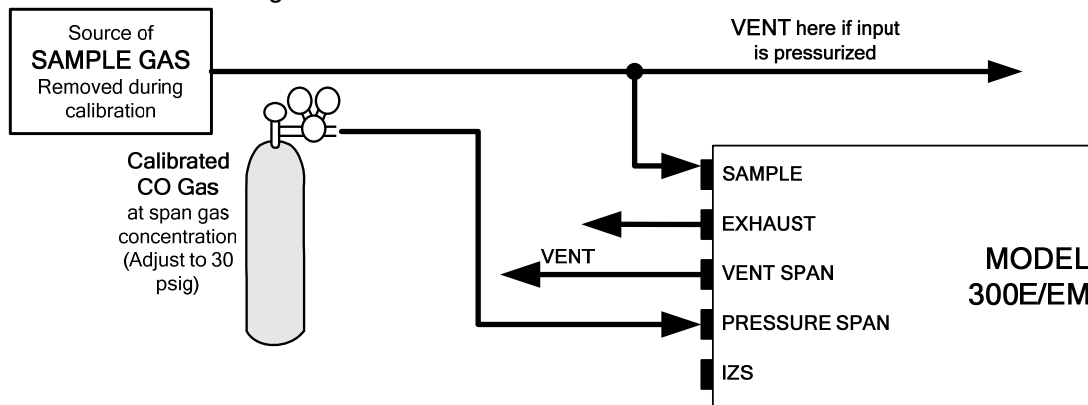 Source of
SAMPLE GAS
Removed during
calibration
VENT here if input
is pressurized
Calibrated
CO Gas
at span gas
concentration
(Adjust to 30
psig)
SAMPLE
EXHAUST
VENT
VENT SPAN
PRESSURE SPAN
IZS
MODEL
300E/EM